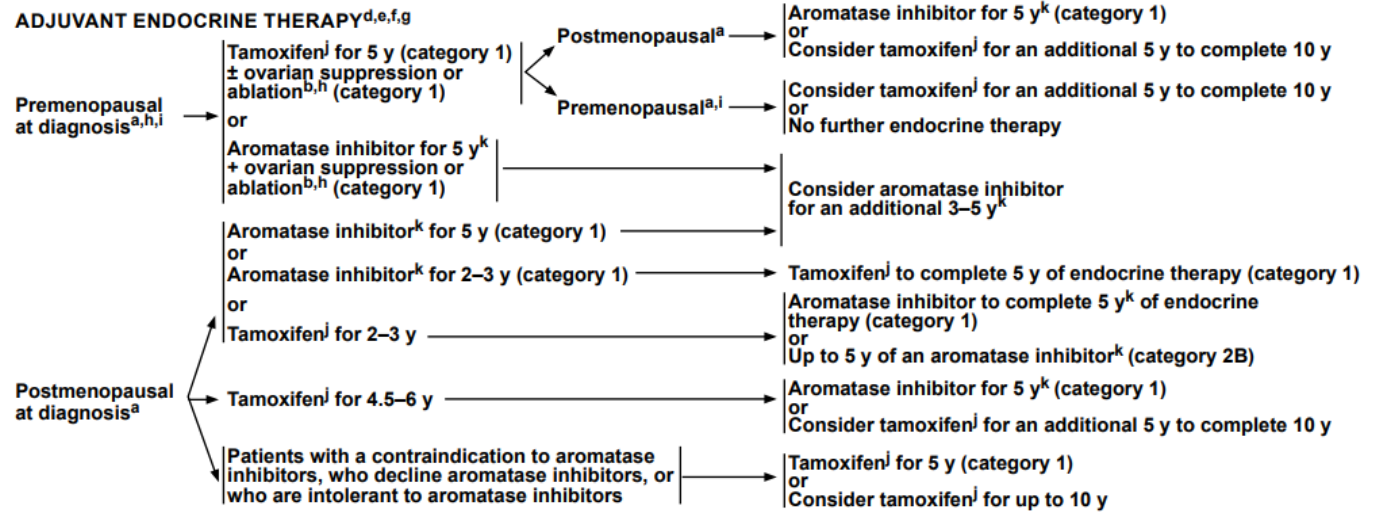 ADJUVANT ENDOCRINE THERAPYd,e,f,g
Premenopausal
at diagnosisa,h,i
Tamoxifenj for 5 y (category 1)
± ovarian suppression or
ablationb,h (category 1)
or
Aromatase inhibitor for 5 yk
+ ovarian suppression or
ablationb,h (category 1)
Postmenopausala
Premenopausala,i
Aromatase inhibitor for 5 yk (category 1)
or
Consider tamoxifenj for an additional 5 y to complete 10 y
Consider tamoxifenj for an additional 5 y to complete 10 y
or
No further endocrine therapy
Consider aromatase inhibitor
for an additional 3–5 yk
Postmenopausal
at diagnosisa
Aromatase inhibitork for 5 y (category 1)
or
Aromatase inhibitork for 2–3 y (category 1)
or
Tamoxifenj for 2–3 y
Tamoxifenj to complete 5 y of endocrine therapy (category 1)
Aromatase inhibitor to complete 5 yk of endocrine
therapy (category 1)
or
Up to 5 y of an aromatase inhibitork (category 2B)
Tamoxifenj for 4.5–6 y
Aromatase inhibitor for 5 yk (category 1)
or
Consider tamoxifenj for an additional 5 y to complete 10 y
Patients with a contraindication to aromatase
inhibitors, who decline aromatase inhibitors, or
who are intolerant to aromatase inhibitors
Tamoxifenj for 5 y (category 1)
or
Consider tamoxifenj for up to 10 y